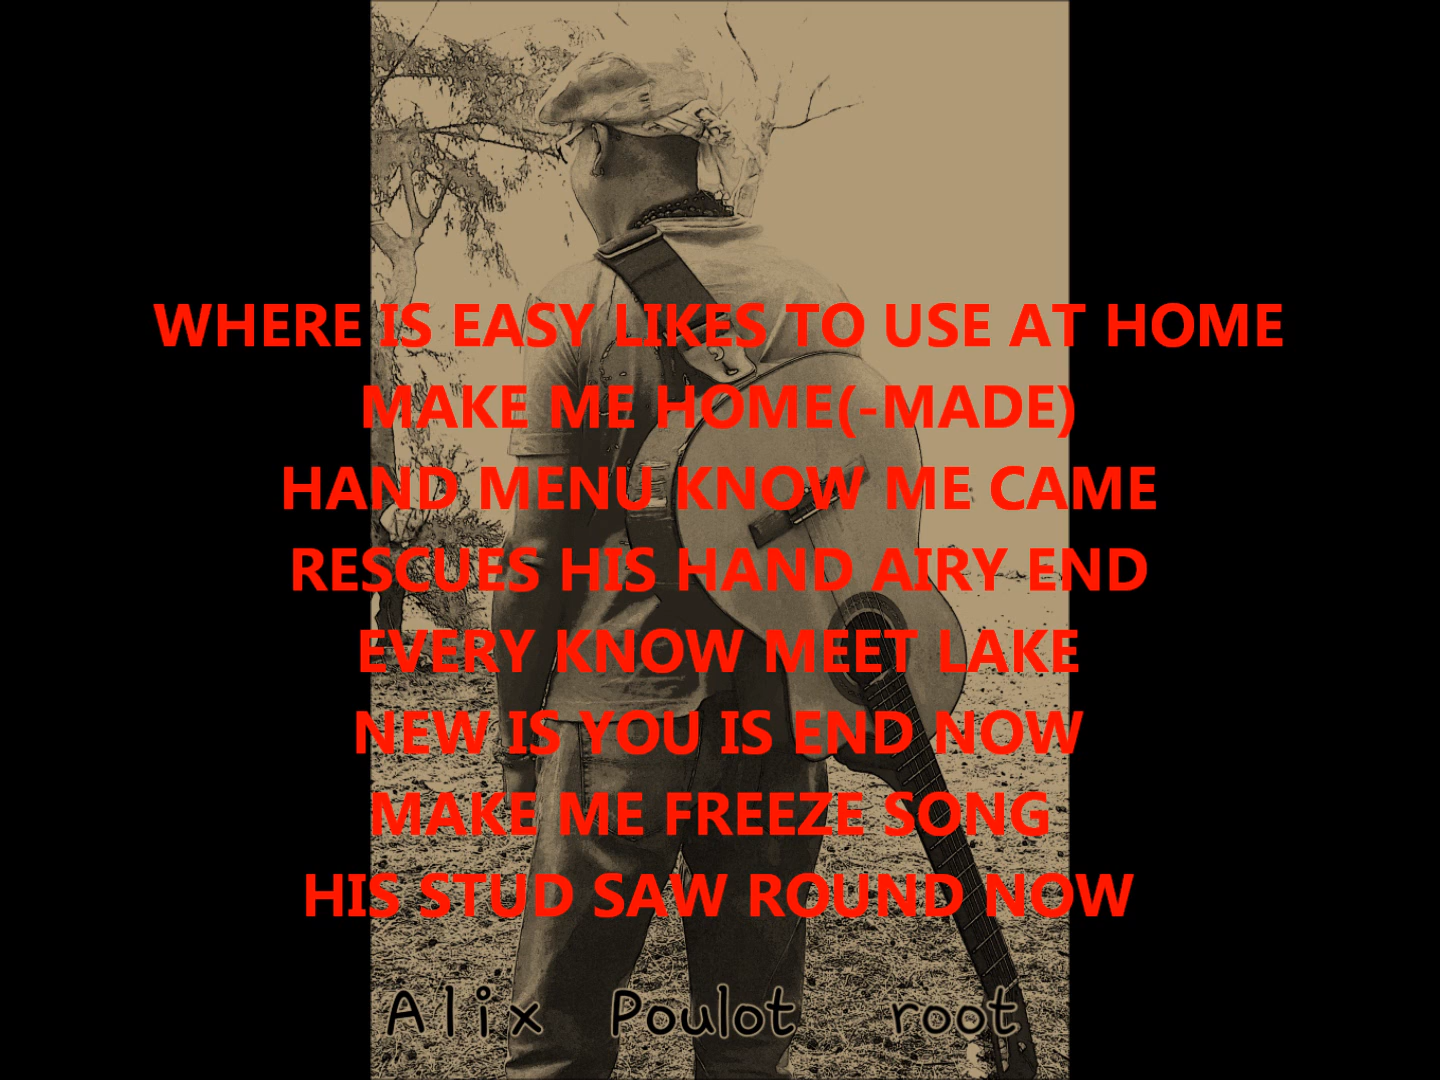 WHERE IS EASY LIKES TO USE AT HOME
MAKE ME HOME(-MADE)
HAND MENU KNOW ME CAME
RESCUES HIS HAND AIRY END
EVERY KNOW MEET LAKE
NEW IS YOU IS END NOW
MAKE ME FREEZE SONG
HIS STUD SAW ROUND NOW
Alix Poulot root